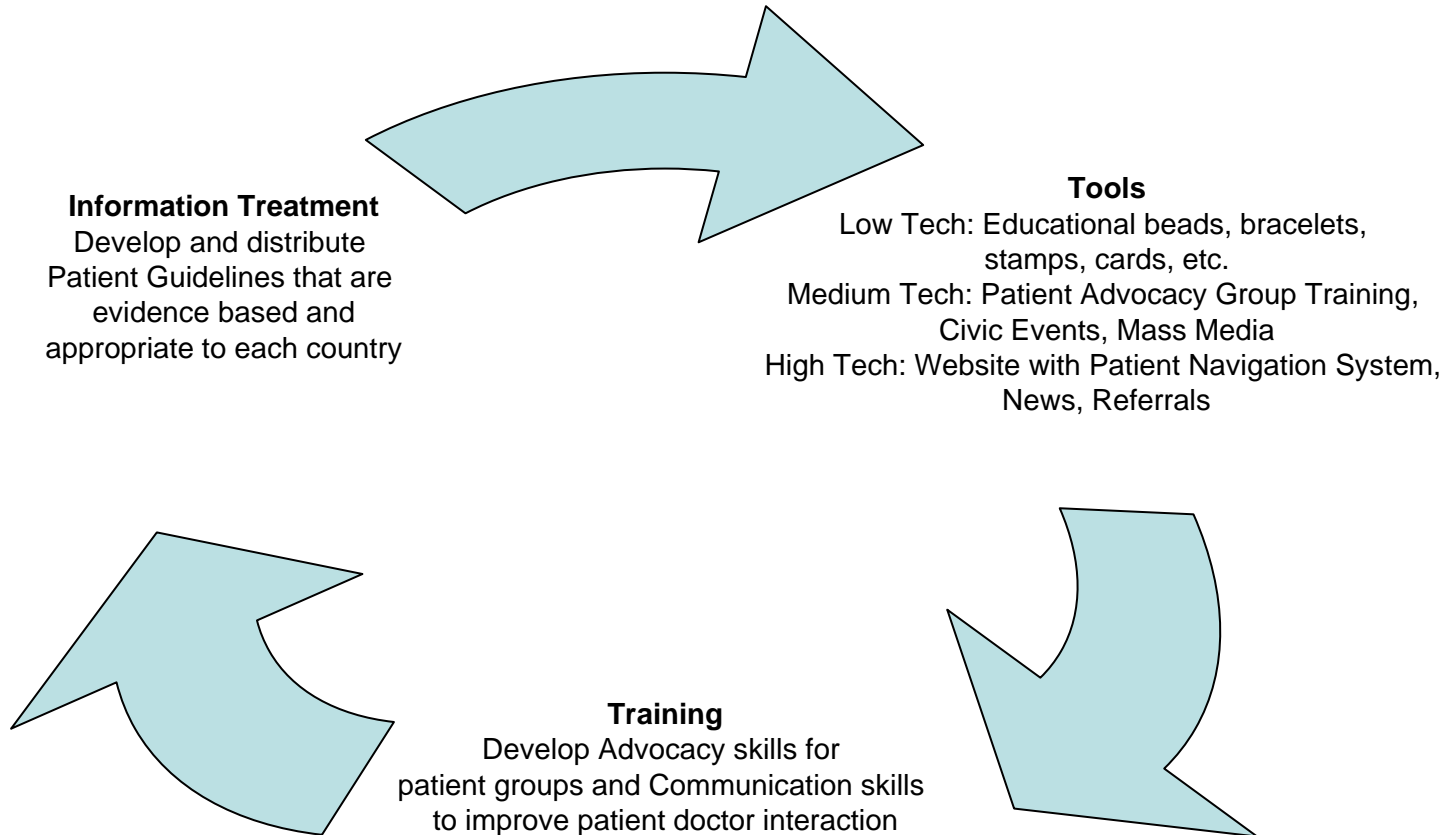 Information Treatment
Develop and distribute
Patient Guidelines that are
evidence based and
appropriate to each country
Tools
Low Tech: Educational beads, bracelets,
stamps, cards, etc.
Medium Tech: Patient Advocacy Group Training,
Civic Events, Mass Media
High Tech: Website with Patient Navigation System,
News, Referrals
Training
Develop Advocacy skills for
patient groups and Communication skills
to improve patient doctor interaction